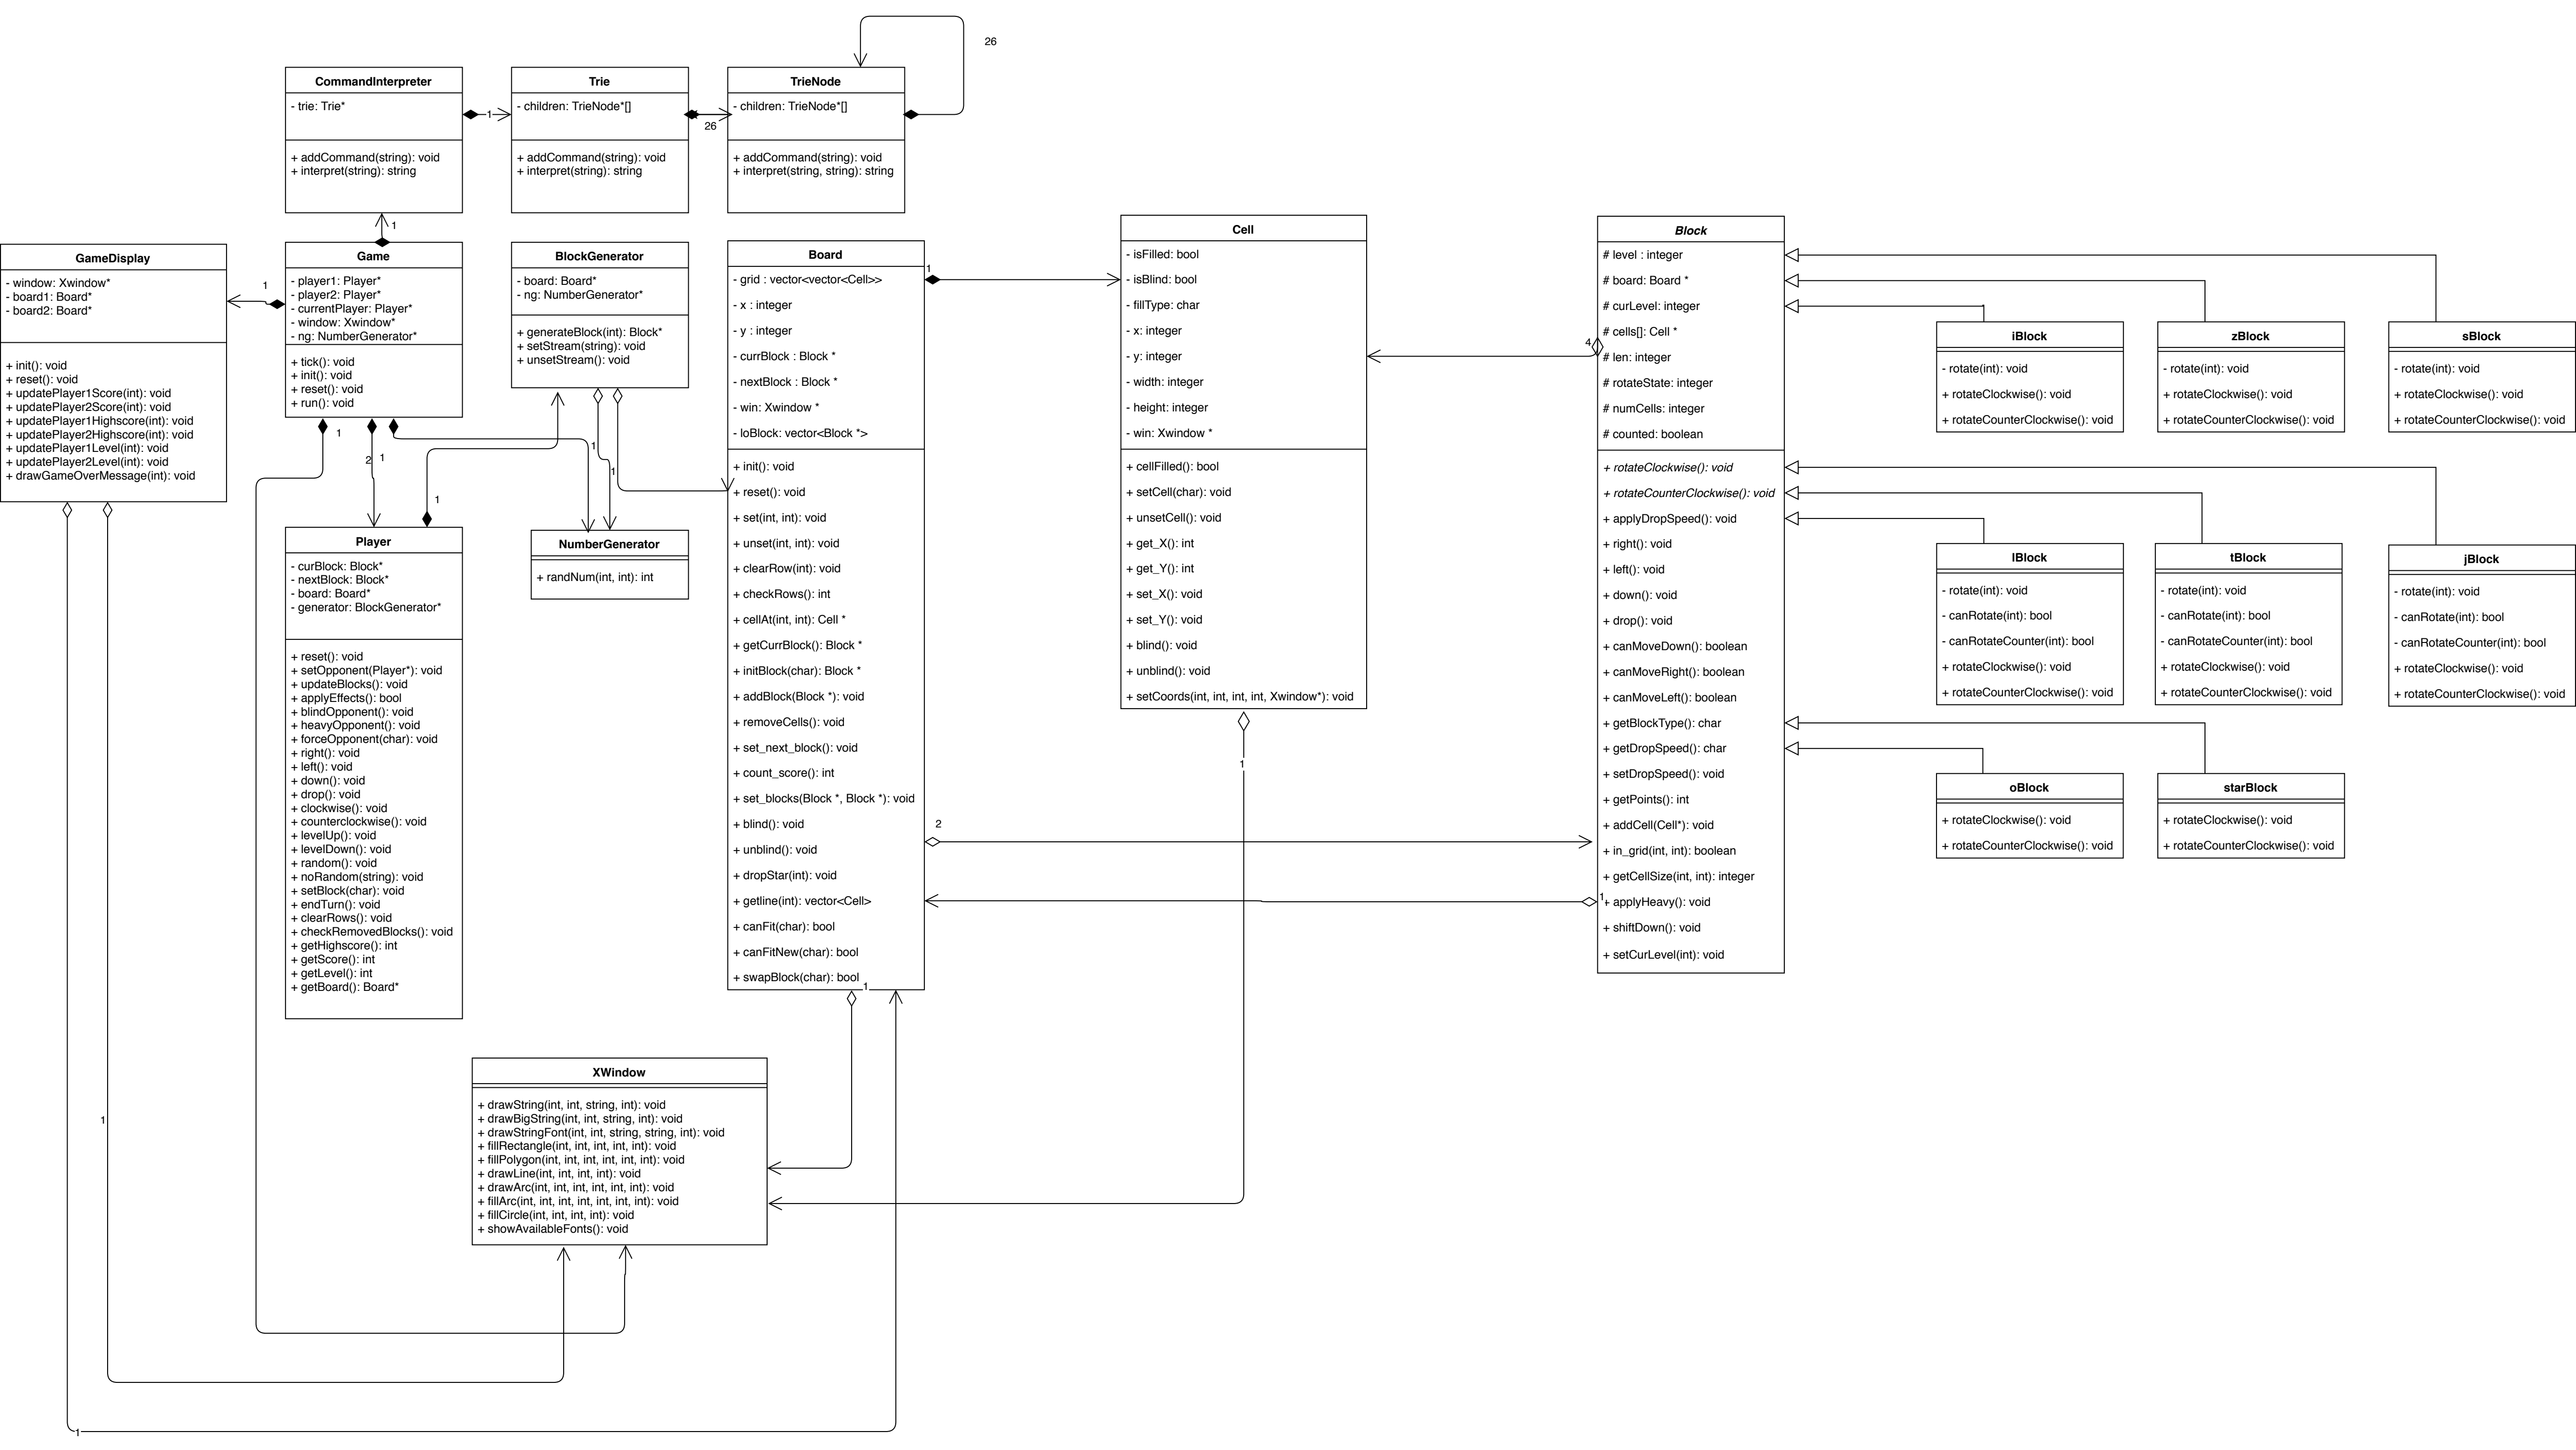 26
CommandInterpreter
- trie: Trie*
+ addCommand(string): void
+ interpret(string): string
1
Trie
- children: TrieNode*[]
+ addCommand(string): void
+ interpret(string): string
26
TrieNode
- children: TrieNode*[]
+ addCommand(string): void
+ interpret(string, string): string
1
GameDisplay
- window: Xwindow*
- board1: Board*
- board2: Board*
+ init(): void
+ reset(): void
+ updatePlayer1Score(int): void
+ updatePlayer2Score(int): void
+ updatePlayer1Highscore(int): void
+ updatePlayer2Highscore(int): void
+ updatePlayer1Level(int): void
+ updatePlayer2Level(int): void
+ drawGameOverMessage(int): void
1
Game
- player1: Player*
- player2: Player*
- currentPlayer: Player*
- window: Xwindow*
- ng: NumberGenerator*
+ tick(): void
+ init(): void
+ reset(): void
+ run(): void
1
2
1
BlockGenerator
- board: Board*
- ng: NumberGenerator*
+ generateBlock(int): Block*
+ setStream(string): void
+ unsetStream(): void
1
1
1
Player
- curBlock: Block*
- nextBlock: Block*
- board: Board*
- generator: BlockGenerator*
+ reset(): void
+ setOpponent(Player*): void
+ updateBlocks(): void
+ applyEffects(): bool
+ blindOpponent(): void
+ heavyOpponent(): void
+ forceOpponent(char): void
+ right(): void
+ left(): void
+ down(): void
+ drop(): void
+ clockwise(): void
+ counterclockwise(): void
+ levelUp(): void
+ levelDown(): void
+ random(): void
+ noRandom(string): void
+ setBlock(char): void
+ endTurn(): void
+ clearRows(): void
+ checkRemovedBlocks(): void
+ getHighscore(): int
+ getScore(): int
+ getLevel(): int
+ getBoard(): Board*
NumberGenerator
+ randNum(int, int): int
Board
- grid : vector<vector<Cell>>
- x : integer
- y : integer
- currBlock : Block *
- nextBlock : Block *
- win: Xwindow *
- loBlock: vector<Block *>
+ init(): void
+ reset(): void
+ set(int, int): void
+ unset(int, int): void
+ clearRow(int): void
+ checkRows(): int
+ cellAt(int, int): Cell *
+ getCurrBlock(): Block *
+ initBlock(char): Block *
+ addBlock(Block *): void
+ removeCells(): void
+ set_next_block(): void
+ count_score(): int
+ set_blocks(Block *, Block *): void
+ blind(): void
+ unblind(): void
+ dropStar(int): void
+ getline(int): vector<Cell>
+ canFit(char): bool
+ canFitNew(char): bool
+ swapBlock(char): bool
1
2
1
Cell
- isFilled: bool
- isBlind: bool
- fillType: char
- x: integer
- y: integer
- width: integer
- height: integer
- win: Xwindow *
+ cellFilled(): bool
+ setCell(char): void
+ unsetCell(): void
+ get_X(): int
+ get_Y(): int
+ set_X(): void
+ set_Y(): void
+ blind(): void
+ unblind(): void
+ setCoords(int, int, int, int, Xwindow*): void
1
Block
# level : integer
# board: Board *
# curLevel: integer
# cells[]: Cell *
# len: integer
# rotateState: integer
# numCells: integer
# counted: boolean
+ rotateClockwise(): void
+ rotateCounterClockwise(): void
+ applyDropSpeed(): void
+ right(): void
+ left(): void
+ down(): void
+ drop(): void
+ canMoveDown(): boolean
+ canMoveRight(): boolean
+ canMoveLeft(): boolean
+ getBlockType(): char
+ getDropSpeed(): char
+ setDropSpeed(): void
+ getPoints(): int
+ addCell(Cell*): void
+ in_grid(int, int): boolean
+ getCellSize(int, int): integer
+ applyHeavy(): void
+ shiftDown(): void
+ setCurLevel(int): void
4
1
iBlock
- rotate(int): void
+ rotateClockwise(): void
+ rotateCounterClockwise(): void
zBlock
- rotate(int): void
+ rotateClockwise(): void
+ rotateCounterClockwise(): void
sBlock
- rotate(int): void
+ rotateClockwise(): void
+ rotateCounterClockwise(): void
lBlock
- rotate(int): void
- canRotate(int): bool
- canRotateCounter(int): bool
+ rotateClockwise(): void
+ rotateCounterClockwise(): void
tBlock
- rotate(int): void
- canRotate(int): bool
- canRotateCounter(int): bool
+ rotateClockwise(): void
+ rotateCounterClockwise(): void
jBlock
- rotate(int): void
- canRotate(int): bool
- canRotateCounter(int): bool
+ rotateClockwise(): void
+ rotateCounterClockwise(): void
oBlock
+ rotateClockwise(): void
+ rotateCounterClockwise(): void
starBlock
+ rotateClockwise(): void
+ rotateCounterClockwise(): void
XWindow
+ drawString(int, int, string, int): void
+ drawBigString(int, int, string, int): void
+ drawStringFont(int, int, string, string, int): void
+ fillRectangle(int, int, int, int, int): void
+ fillPolygon(int, int, int, int, int, int): void
+ drawLine(int, int, int, int): void
+ drawArc(int, int, int, int, int, int): void
+ fillArc(int, int, int, int, int, int, int): void
+ fillCircle(int, int, int, int): void
+ showAvailableFonts(): void
1
1